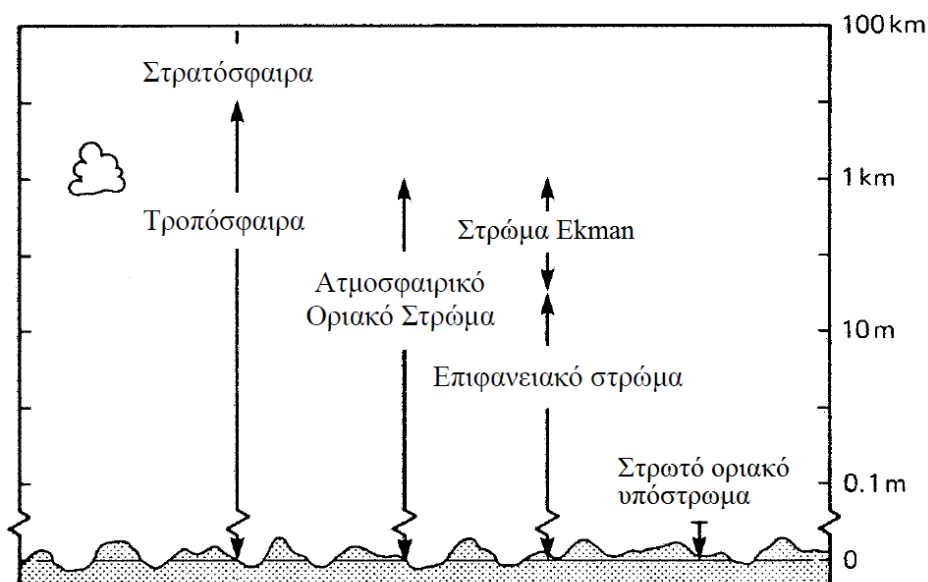 100 km
Στρατόσφαιρα
1 km
Τροπόσφαιρα
Στρώμα Ekman
Ατμοσφαιρικό
Οριακό Στρώμα
10 m
Επιφανειακό στρώμα
Στρωτό οριακό
υπόστρωμα
0.1 m
0